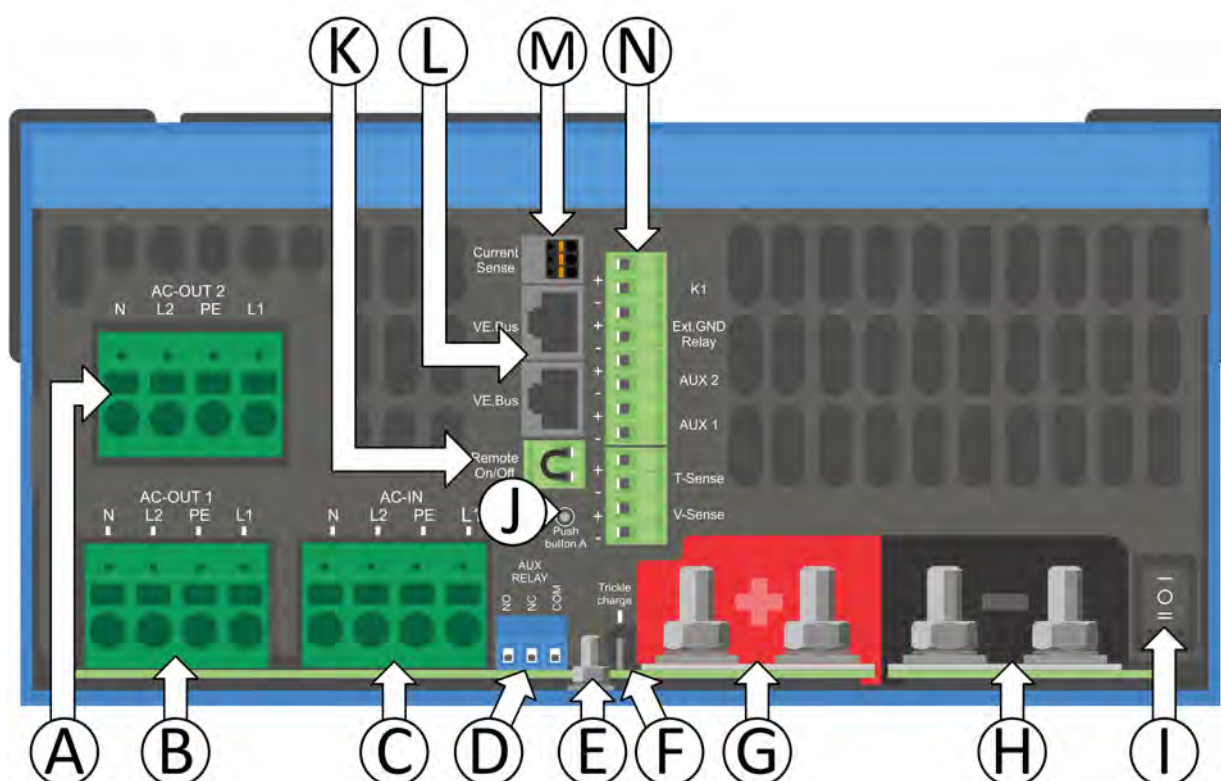 K L M N
Current
Sense
K1
AC-OUT 2
N L2 PE L1
+
-
VE.Bus
+
-
Ext.GND
Relay
+
-
AUX 2
VE.Bus
+
-
AUX 1
Remote
On/Off
+
-
T-Sense
AC-OUT 1
N L2 PE L1
AC-IN
N L2 PE L1
J
Push
button A
+
-
V-Sense
AUX
RELAY
NO NC COM
Trickle
charge
+
-
I O II
A B C D E F G H I